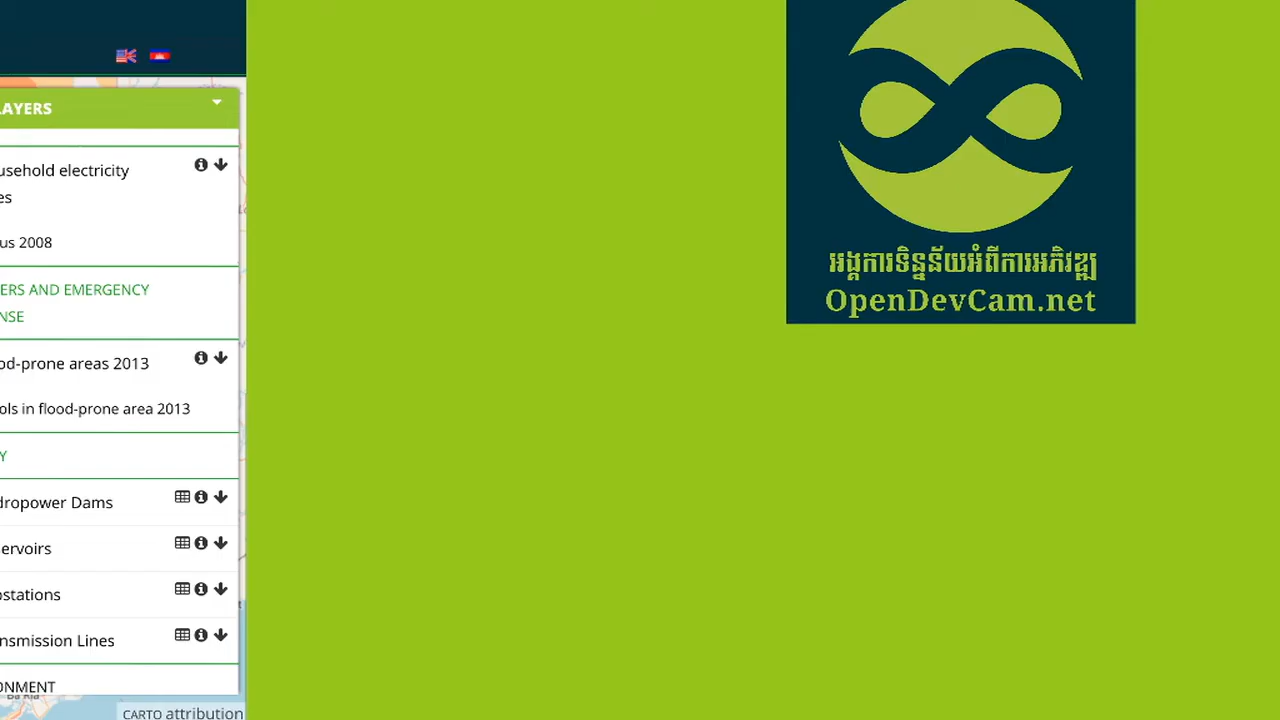 AYERS
usehold electricity
es
us 2008
ERS AND EMERGENCY
NSE
od-prone areas 2013
ols in flood-prone area 2013
Y
dropower Dams
ervoirs
ostations
nsmission Lines
ONMENT
CARTO attribution
អង្គការទិន្នន័យអំពីការអភិវឌ្ឍ
OpenDevCam.net